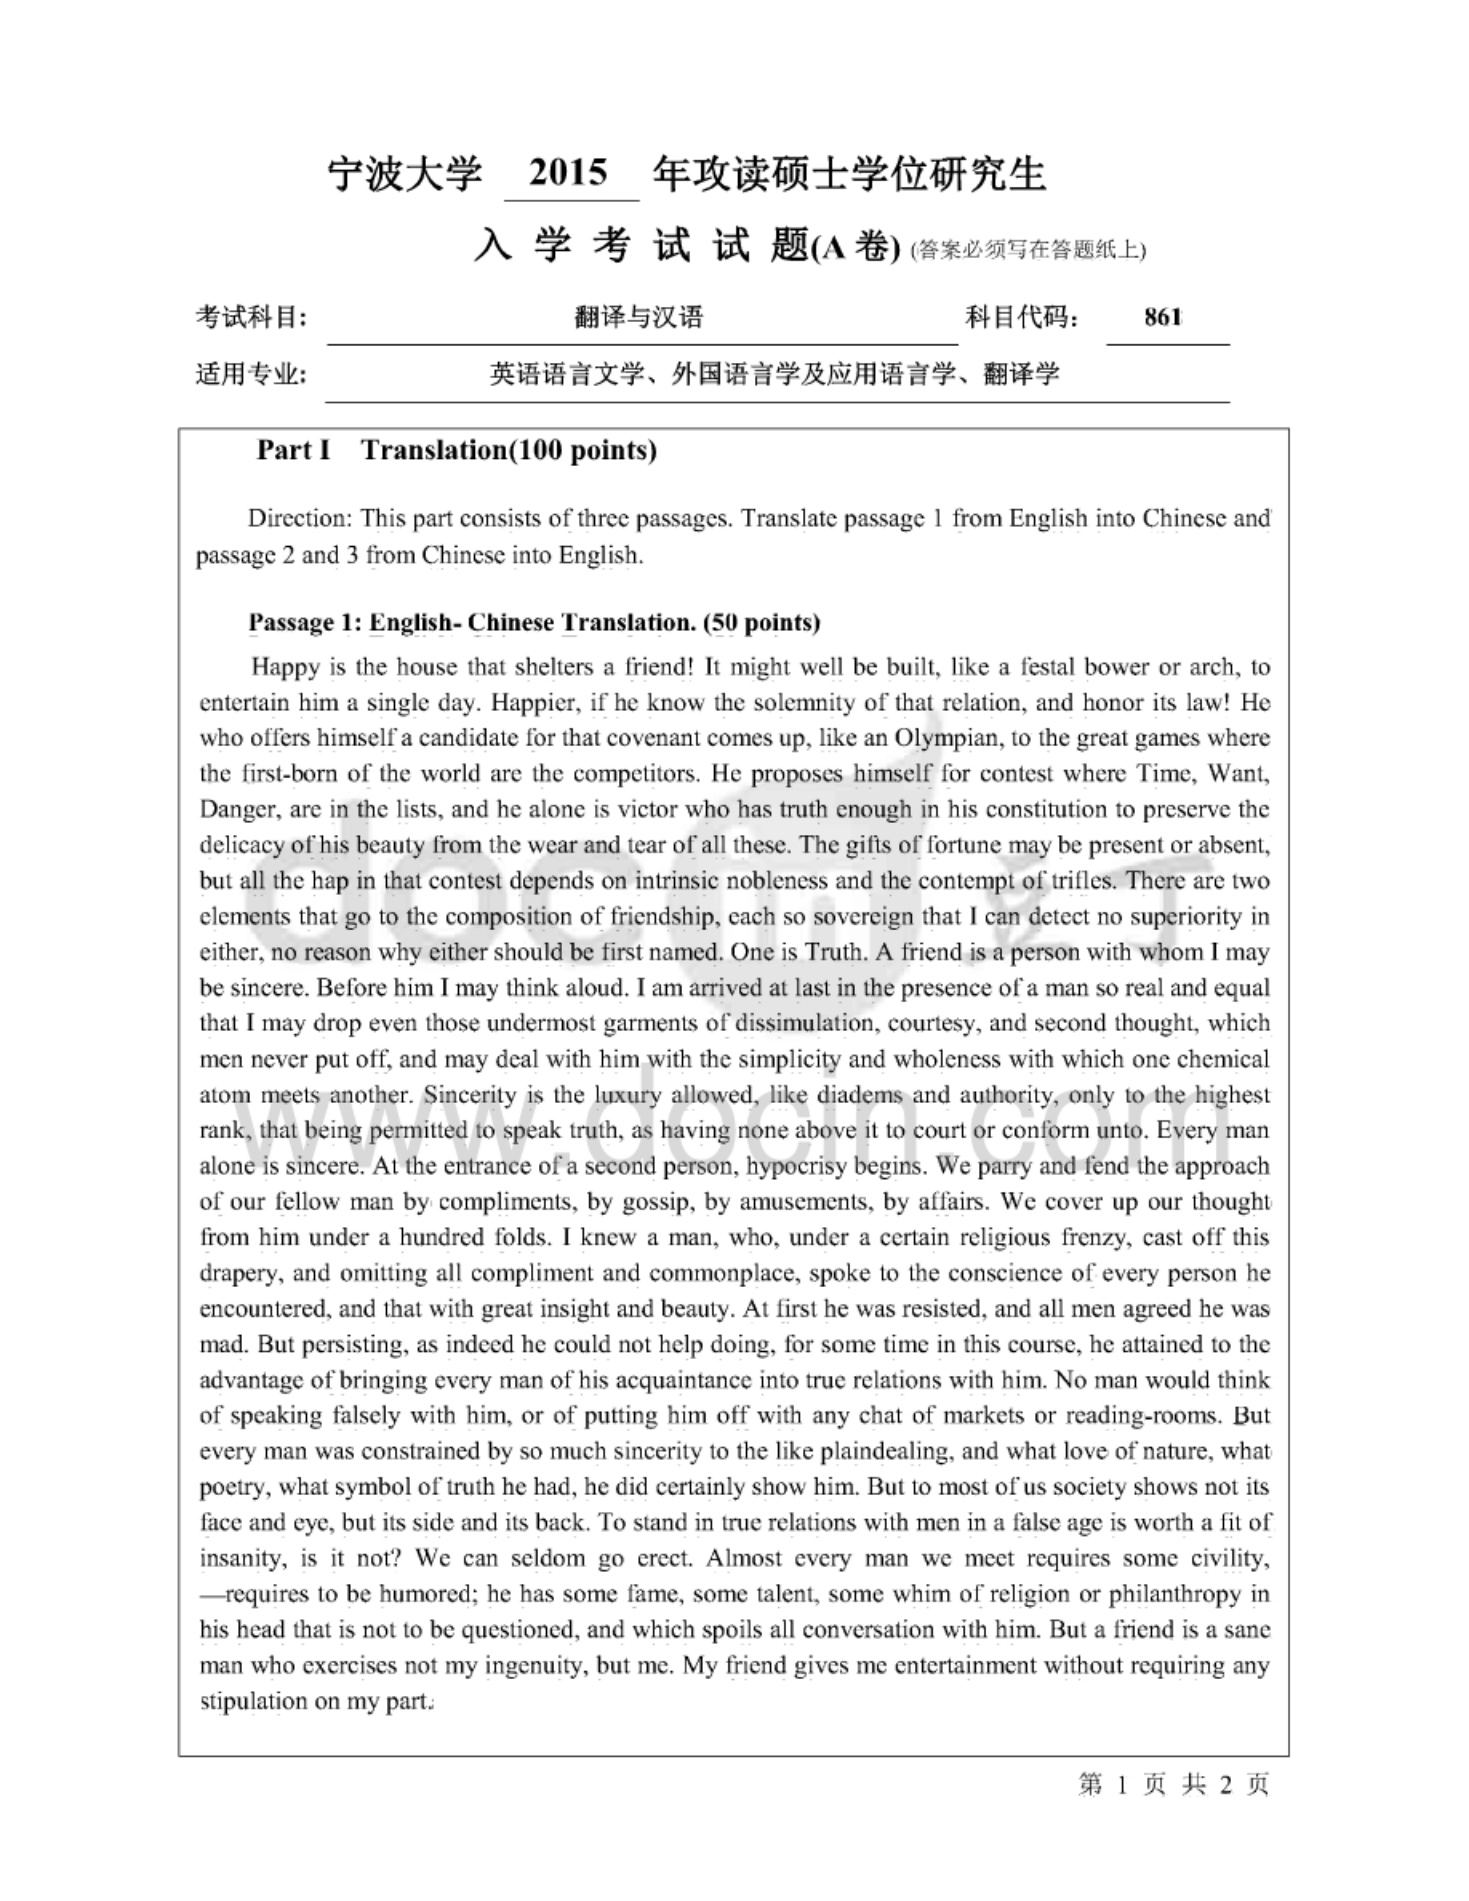 宁波大学 2015 年攻读硕士学位研究生
入 学 考 试 试 题(A 卷) (答案必须写在答题纸上)
考试科目: 翻译与汉语 科目代码: 861
适用专业: 英语语言文学、外国语言学及应用语言学、翻译学
Part I Translation(100 points)
Direction: This part consists of three passages. Translate passage 1 from English into Chinese and
passage 2 and 3 from Chinese into English.
Passage 1: English- Chinese Translation. (50 points)
Happy is the house that shelters a friend! It might well be built, like a festal bower or arch, to
entertain him a single day. Happier, if he know the solemnity of that relation, and honor its law! He
who offers himself a candidate for that covenant comes up, like an Olympian, to the great games where
the first-born of the world are the competitors. He proposes himself for contest where Time, Want,
Danger, are in the lists, and he alone is victor who has truth enough in his constitution to preserve the
delicacy of his beauty from the wear and tear of all these. The gifts of fortune may be present or absent,
but all the hap in that contest depends on intrinsic nobleness and the contempt of trifles. There are two
elements that go to the composition of friendship, each so sovereign that I can detect no superiority in
either, no reason why either should be first named. One is Truth. A friend is a person with whom I may
be sincere. Before him I may think aloud. I am arrived at last in the presence of a man so real and equal
that I may drop even those undermost garments of dissimulation, courtesy, and second thought, which
men never put off, and may deal with him with the simplicity and wholeness with which one chemical
atom meets another. Sincerity is the luxury allowed, like diadems and authority, only to the highest
rank, that being permitted to speak truth, as having none above it to court or conform unto. Every man
alone is sincere. At the entrance of a second person, hypocrisy begins. We parry and fend the approach
of our fellow man by compliments, by gossip, by amusements, by affairs. We cover up our thought
from him under a hundred folds. I knew a man, who, under a certain religious frenzy, cast off this
drapery, and omitting all compliment and commonplace, spoke to the conscience of every person he
encountered, and that with great insight and beauty. At first he was resisted, and all men agreed he was
mad. But persisting, as indeed he could not help doing, for some time in this course, he attained to the
advantage of bringing every man of his acquaintance into true relations with him. No man would think
of speaking falsely with him, or of putting him off with any chat of markets or reading-rooms. But
every man was constrained by so much sincerity to the like plaindealing, and what love of nature, what
poetry, what symbol of truth he had, he did certainly show him. But to most of us society shows not its
face and eye, but its side and its back. To stand in true relations with men in a false age is worth a fit of
insanity, is it not? We can seldom go erect. Almost every man we meet requires some civility,
—requires to be humored; he has some fame, some talent, some whim of religion or philanthropy in
his head that is not to be questioned, and which spoils all conversation with him. But a friend is a sane
man who exercises not my ingenuity, but me. My friend gives me entertainment without requiring any
stipulation on my part.
第 1 页 共 2 页
docin 豆丁
www.docin.com